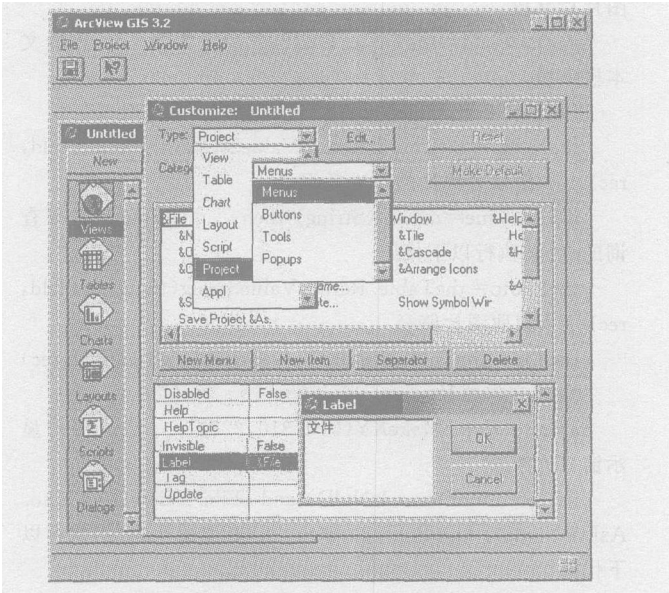 ArcView GIS 3.2
File Project Window Help
Customize: Untitled
Untitled
Type: Project
Edit...
Reset
New
View
Table
Chart
Layout
Script
Project
Appl
Menus
Make Default
Menus
Buttons
Tools
Popups
Views
Tables
Charts
Layouts
Scripts
Dialogs
&File
Window
&Help
&Tile
&Cascade
&Arrange Icons
Show Symbol Wir
Save Project &As.
New Menu
New Item
Separator
Delete
Disabled False
Help
HelpTopic
Invisible False
Label &File
Tag
Update
Label
文件
OK
Cancel